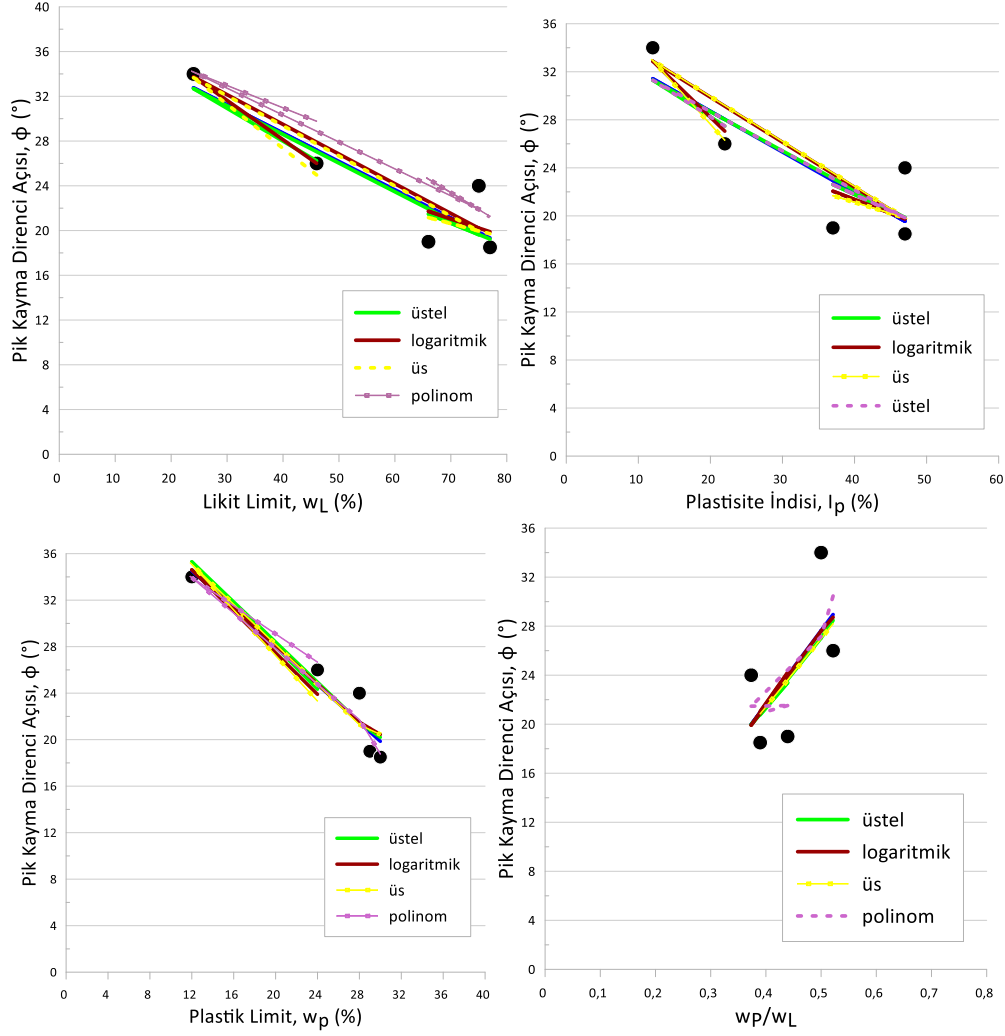 40
36
32
28
24
20
16
12
8
4
0
Pik Kayma Direnci Açısı, ϕ (°)
üstel
logaritmik
üs
polinom
0 10 20 30 40 50 60 70 80
Likit Limit, wL (%)
36
32
28
24
20
16
12
8
4
0
Pik Kayma Direnci Açısı, ϕ (°)
üstel
logaritmik
üs
üstel
0 10 20 30 40 50 60
Plastisite İndisi, Ip (%)
36
32
28
24
20
16
12
8
4
0
Pik Kayma Direnci Açısı, ϕ (°)
üstel
logaritmik
üs
polinom
0 4 8 12 16 20 24 28 32 36 40
Plastik Limit, wp (%)
36
32
28
24
20
16
12
8
4
0
Pik Kayma Direnci Açısı, ϕ (°)
üstel
logaritmik
üs
polinom
0 0,1 0,2 0,3 0,4 0,5 0,6 0,7 0,8
wP/wL